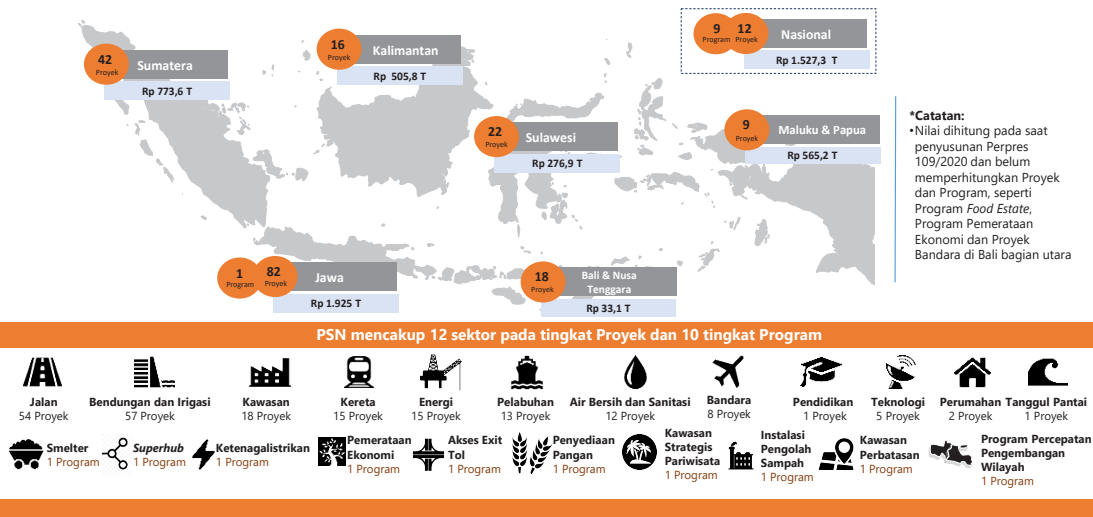 42
Proyek
Sumatera
Rp 773,6 T
16
Proyek
Kalimantan
Rp 505,8 T
9
Program
12
Proyek
Nasional
Rp 1.527,3 T
22
Proyek
Sulawesi
Rp 276,9 T
9
Proyek
Maluku & Papua
Rp 565,2 T
1
Program
82
Proyek
Jawa
Rp 1.925 T
18
Proyek
Bali & Nusa
Tenggara
Rp 33,1 T
*Catatan:
•Nilai dihitung pada saat
penyusunan Perpres
109/2020 dan belum
memperhitungkan Proyek
dan Program, seperti
Program Food Estate,
Program Pemerataan
Ekonomi dan Proyek
Bandara di Bali bagian utara
PSN mencakup 12 sektor pada tingkat Proyek dan 10 tingkat Program
Jalan
54 Proyek
Bendungan dan Irigasi
57 Proyek
Kawasan
18 Proyek
Kereta
15 Proyek
Energi
15 Proyek
Pelabuhan
13 Proyek
Air Bersih dan Sanitasi
12 Proyek
Bandara
8 Proyek
Pendidikan
1 Proyek
Teknologi
5 Proyek
Perumahan
2 Proyek
Tanggul Pantai
1 Proyek
Smelter
1 Program
Superhub
1 Program
Ketenagalistrikan
1 Program
Pemerataan
Ekonomi
1 Program
Akses Exit
Tol
1 Program
Penyediaan
Pangan
1 Program
Kawasan
Strategis
Pariwisata
1 Program
Instalasi
Pengolah
Sampah
1 Program
Kawasan
Perbatasan
1 Program
Program Percepatan
Pengembangan
Wilayah
1 Program